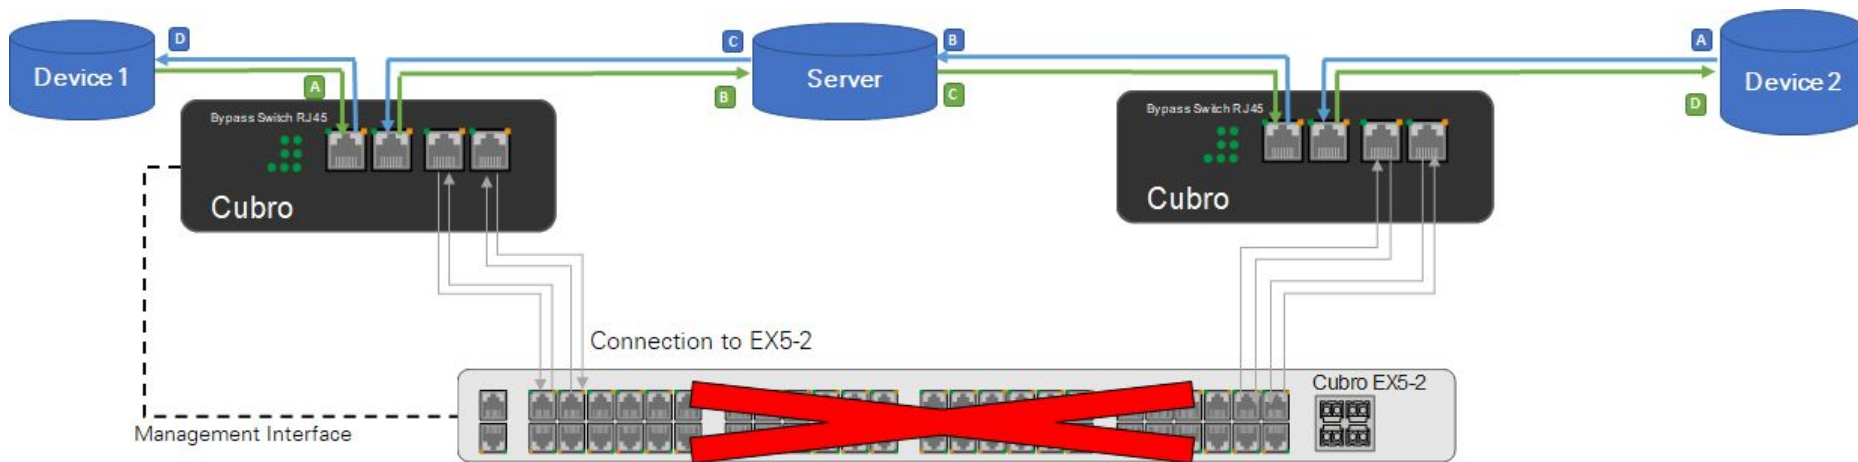 D
C
B
A
Device 1
Server
Device 2
A
B
C
D
Bypass Switch RJ45
Bypass Switch RJ45
Cubro
Cubro
Connection to EX5-2
Cubro EX5-2
Management Interface